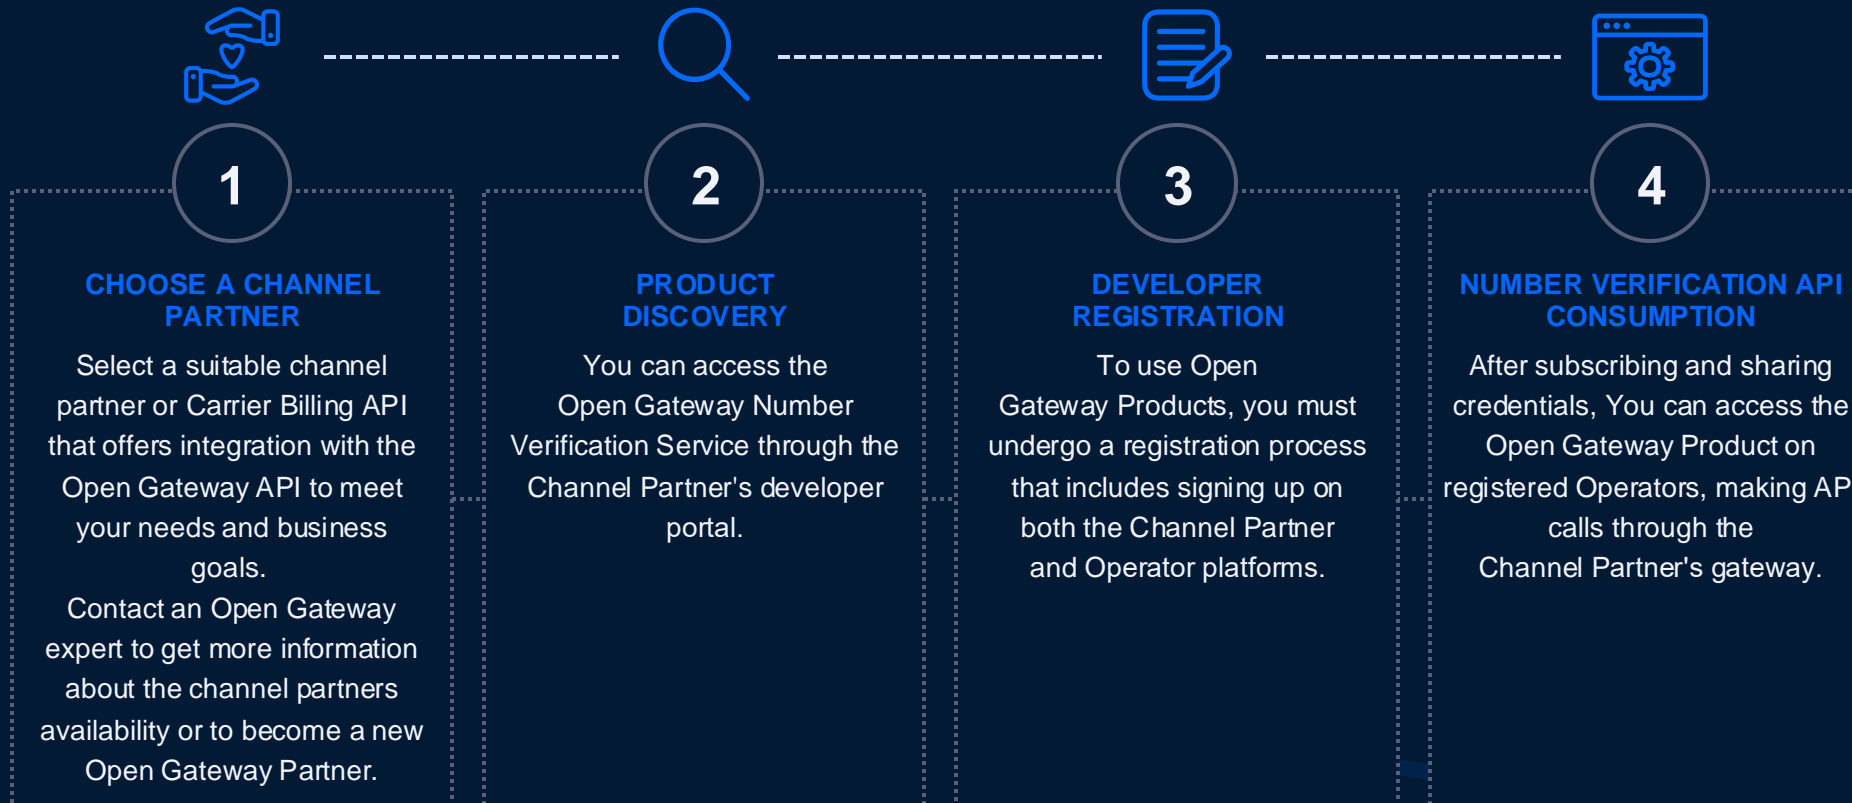 1
CHOOSE A CHANNEL
PARTNER
Select a suitable channel
partner or Carrier Billing API
that offers integration with the
Open Gateway API to meet
your needs and business
goals.
Contact an Open Gateway
expert to get more information
about the channel partners
availability or to become a new
Open Gateway Partner.
2
PRODUCT
DISCOVERY
You can access the
Open Gateway Number
Verification Service through the
Channel Partner's developer
portal.
3
DEVELOPER
REGISTRATION
To use Open
Gateway Products, you must
undergo a registration process
that includes signing up on
both the Channel Partner
and Operator platforms.
4
NUMBER VERIFICATION API
CONSUMPTION
After subscribing and sharing
credentials, You can access the
Open Gateway Product on
registered Operators, making AP
calls through the
Channel Partner's gateway.